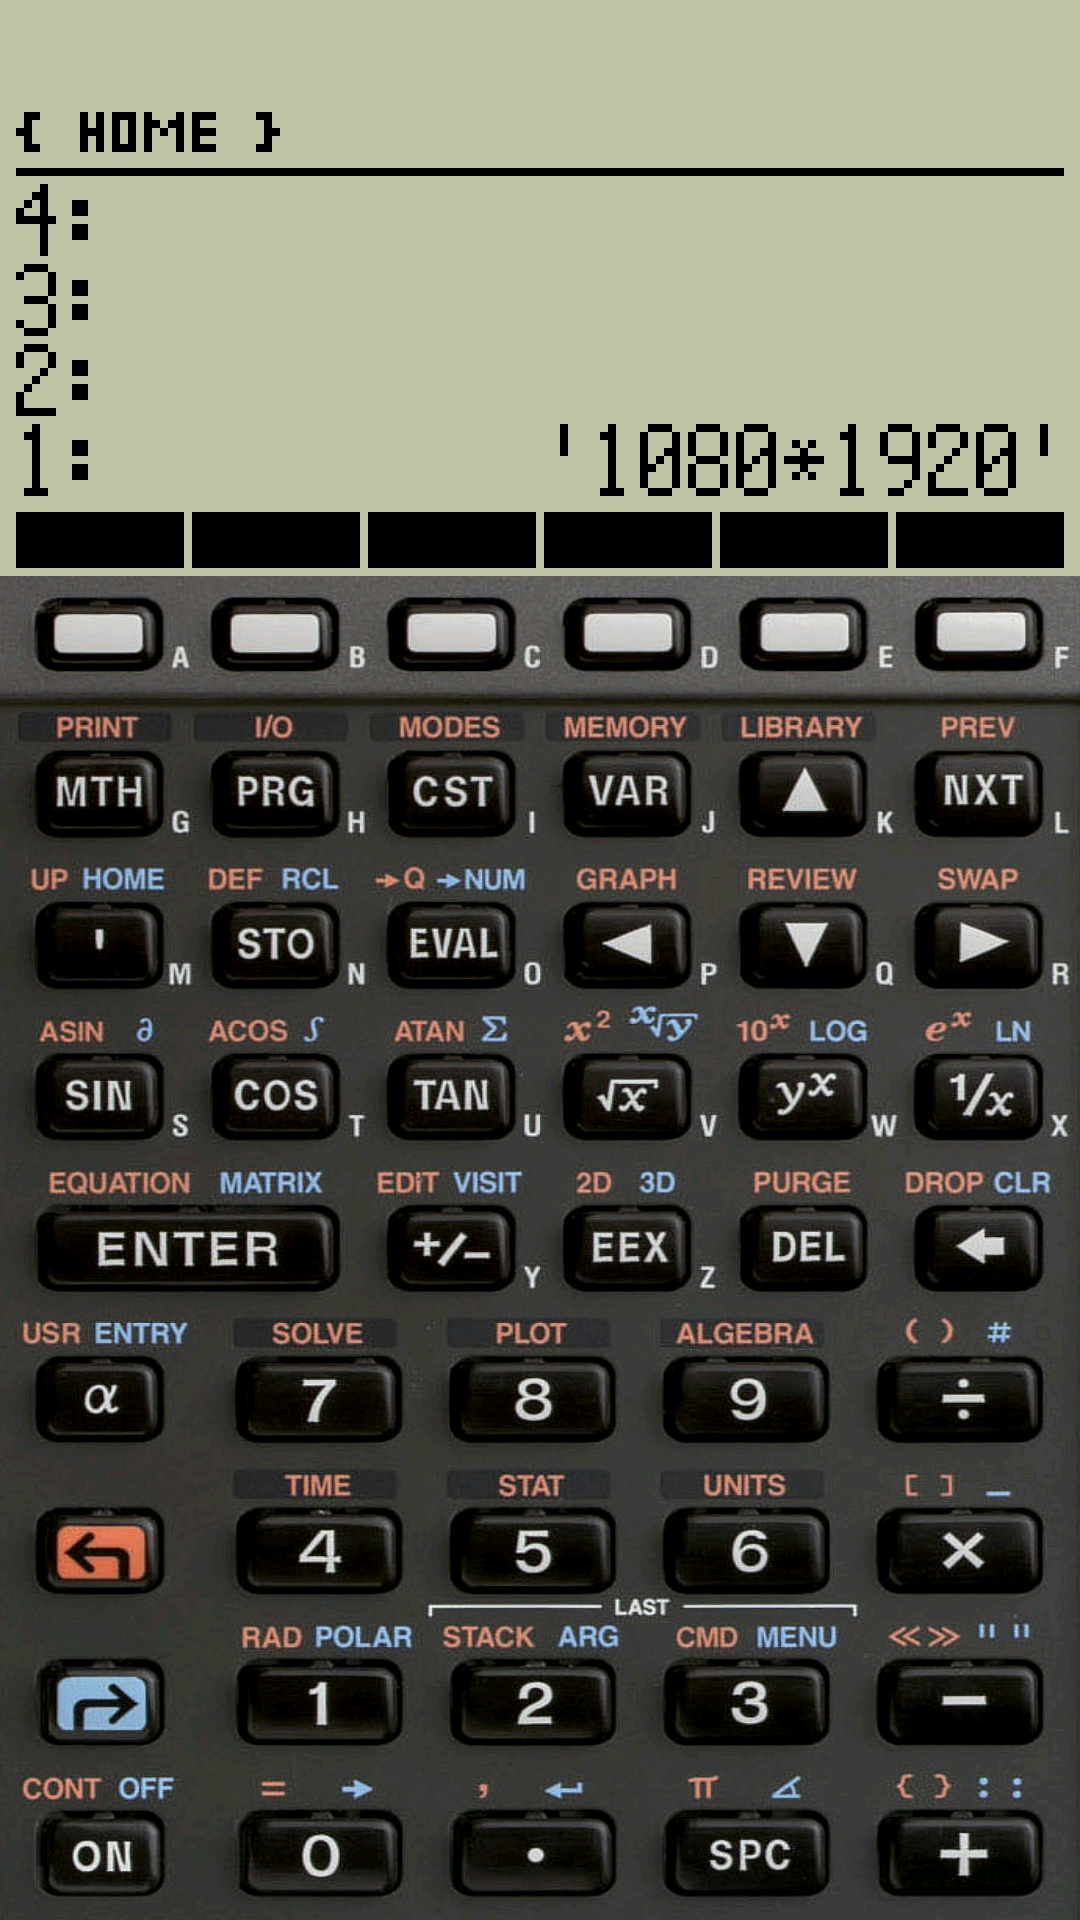 { HOME }
4:
3:
2:
1: '1080*1920'
A B C D E F
PRINT I/O MODES MEMORY LIBRARY PREV
MTH G PRG H CST I VAR J ▲ K NXT L
UP HOME DEF RCL →Q →NUM GRAPH REVIEW SWAP
' M STO N EVAL O ◀ P ▼ Q ▶ R
ASIN ∂ ACOS ∫ ATAN Σ x² ˣ√y 10ˣ LOG eˣ LN
SIN S COS T TAN U √x V yˣ W 1/x X
EQUATION MATRIX EDIT VISIT 2D 3D PURGE DROP CLR
ENTER +/− Y EEX Z DEL ←
USR ENTRY SOLVE PLOT ALGEBRA ( ) #
α 7 8 9 ÷
TIME STAT UNITS [ ] _
↰ 4 5 6 ×
LAST
RAD POLAR STACK ARG CMD MENU ≪≫ " "
↱ 1 2 3 −
CONT OFF = → , ↵ π ∡ { } : :
ON 0 . SPC +